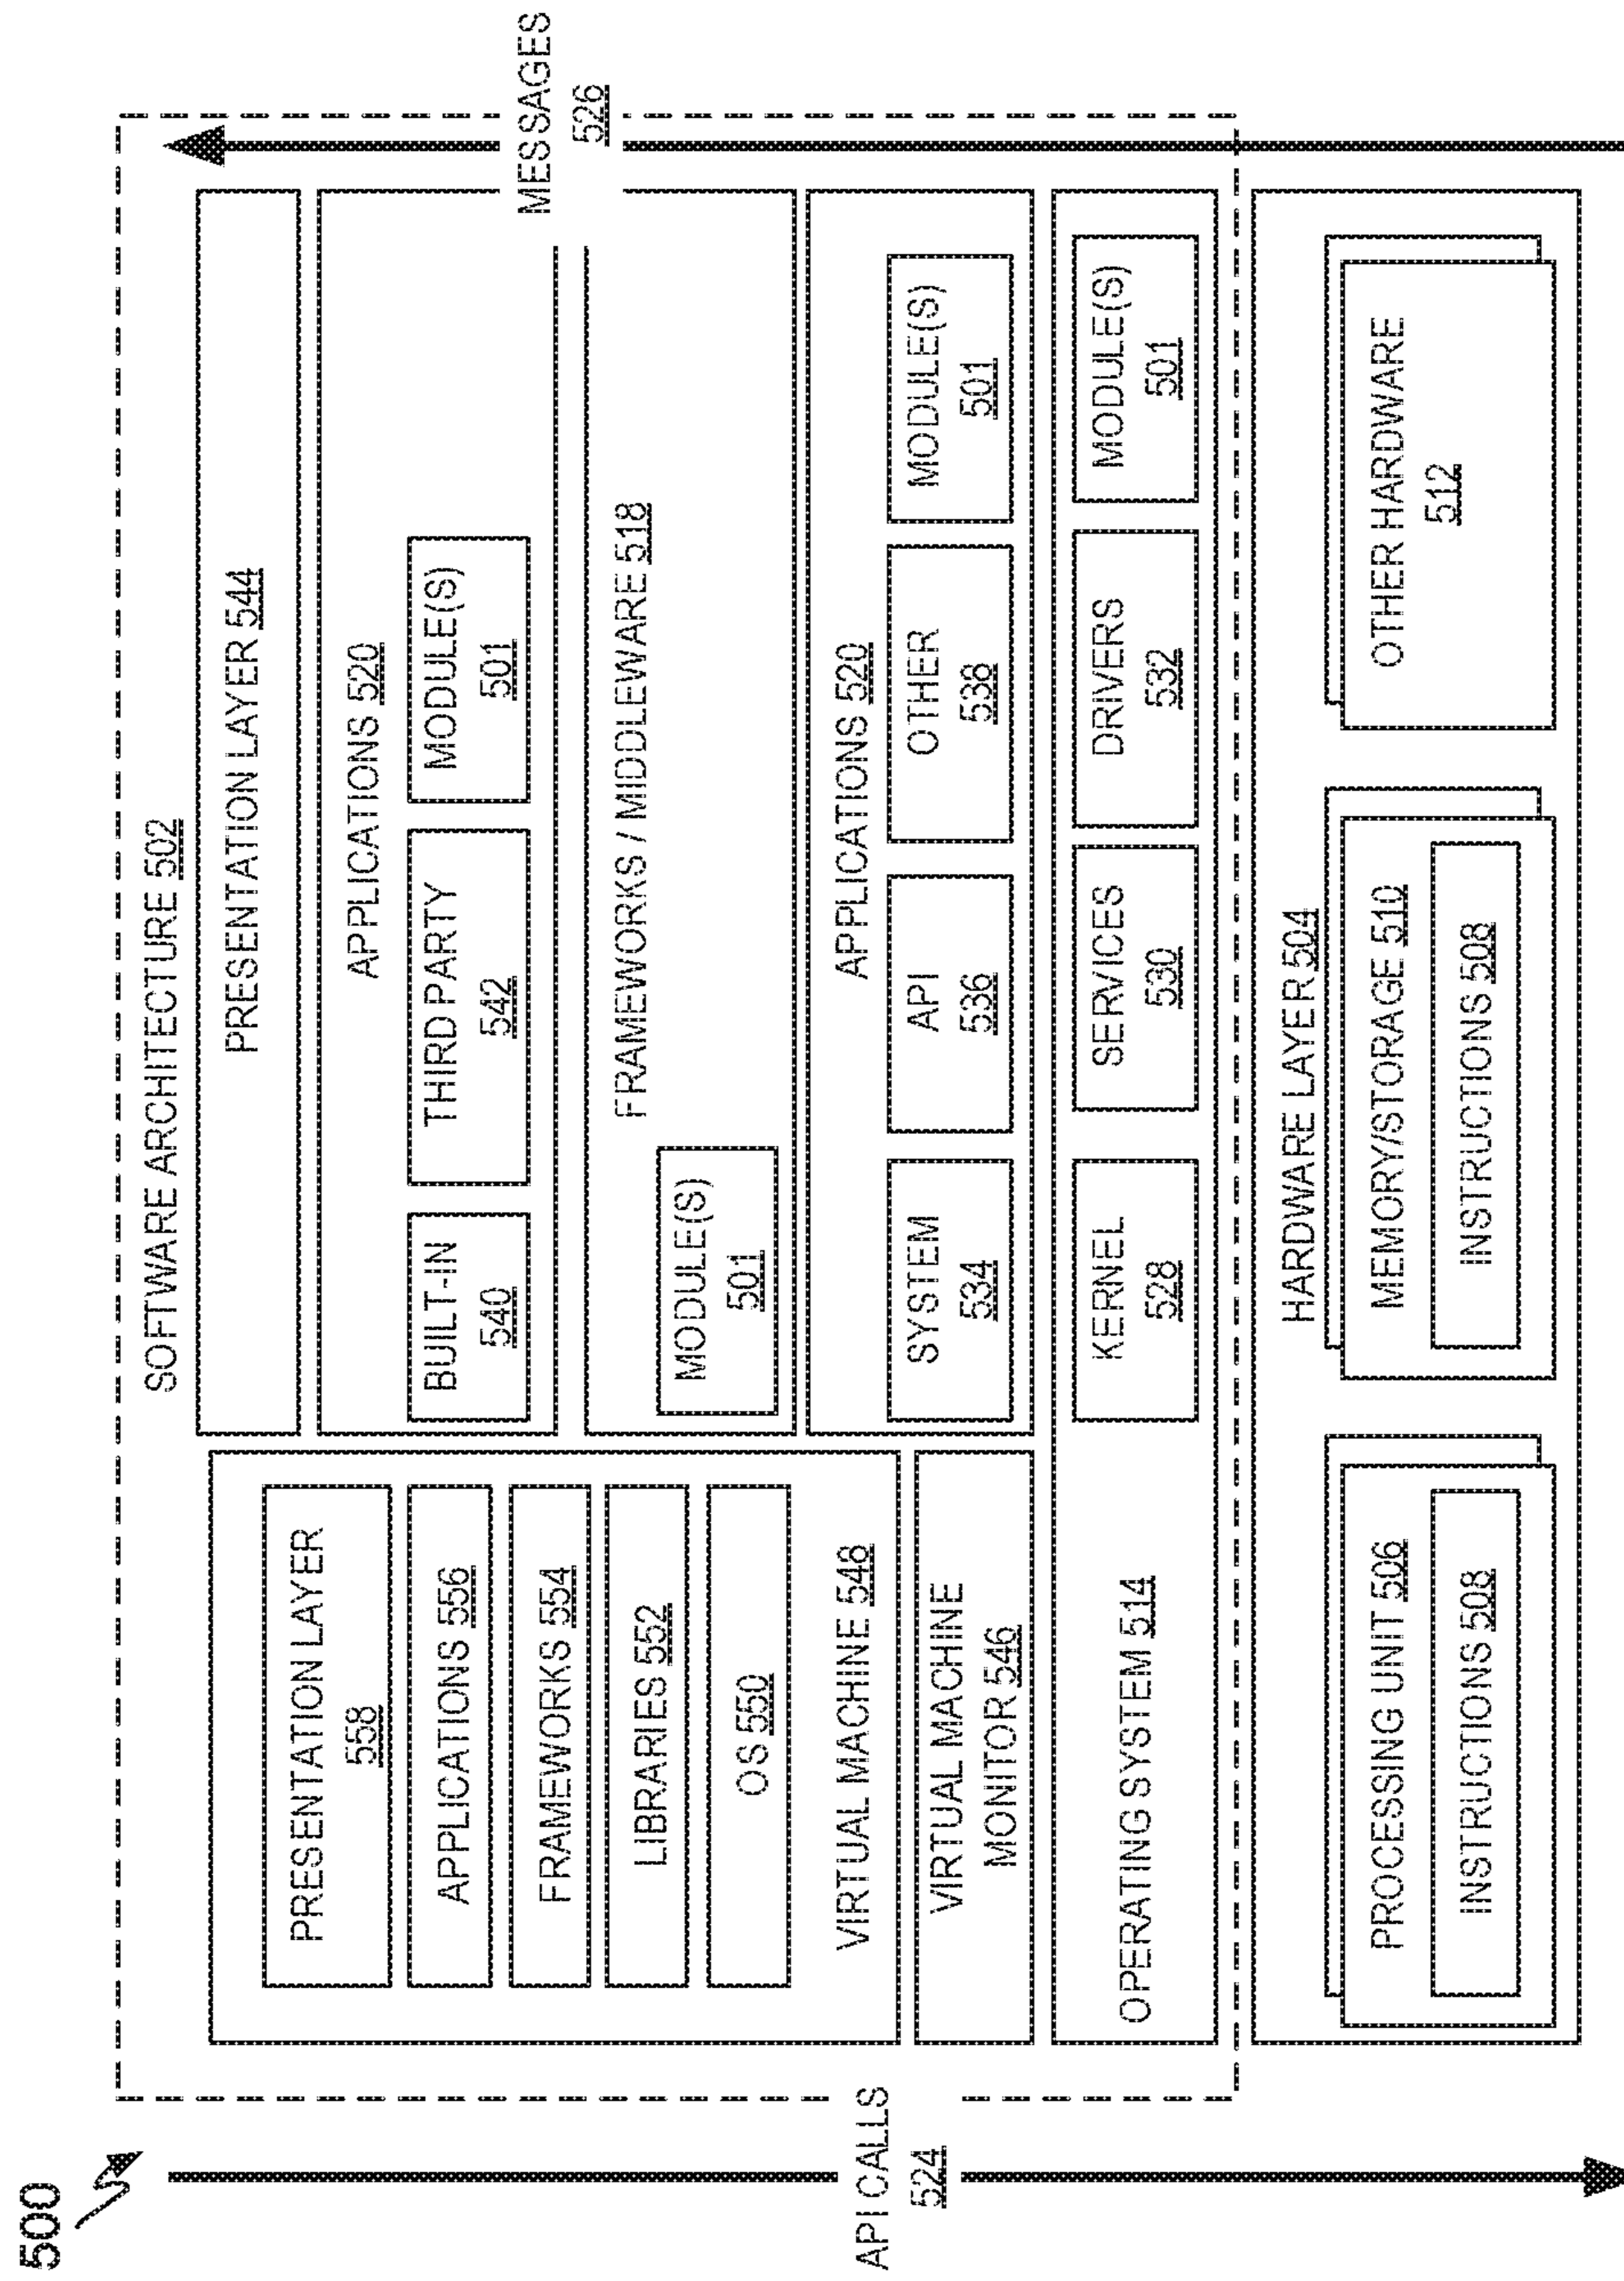 500
SOFTWARE ARCHITECTURE 502
PRESENTATION LAYER
558
APPLICATIONS 556
FRAMEWORKS 554
LIBRARIES 552
OS 550
VIRTUAL MACHINE 548
VIRTUAL MACHINE
MONITOR 546
PRESENTATION LAYER 544
APPLICATIONS 520
BUILT-IN
540
THIRD PARTY
542
MODULE(S)
501
FRAMEWORKS / MIDDLEWARE 518
MODULE(S)
501
APPLICATIONS 520
SYSTEM
534
API
536
OTHER
538
MODULE(S)
501
OPERATING SYSTEM 514
KERNEL
528
SERVICES
530
DRIVERS
532
MODULE(S)
501
API CALLS
524
MESSAGES
526
HARDWARE LAYER 504
PROCESSING UNIT 506
INSTRUCTIONS 508
MEMORY/STORAGE 510
INSTRUCTIONS 508
OTHER HARDWARE
512